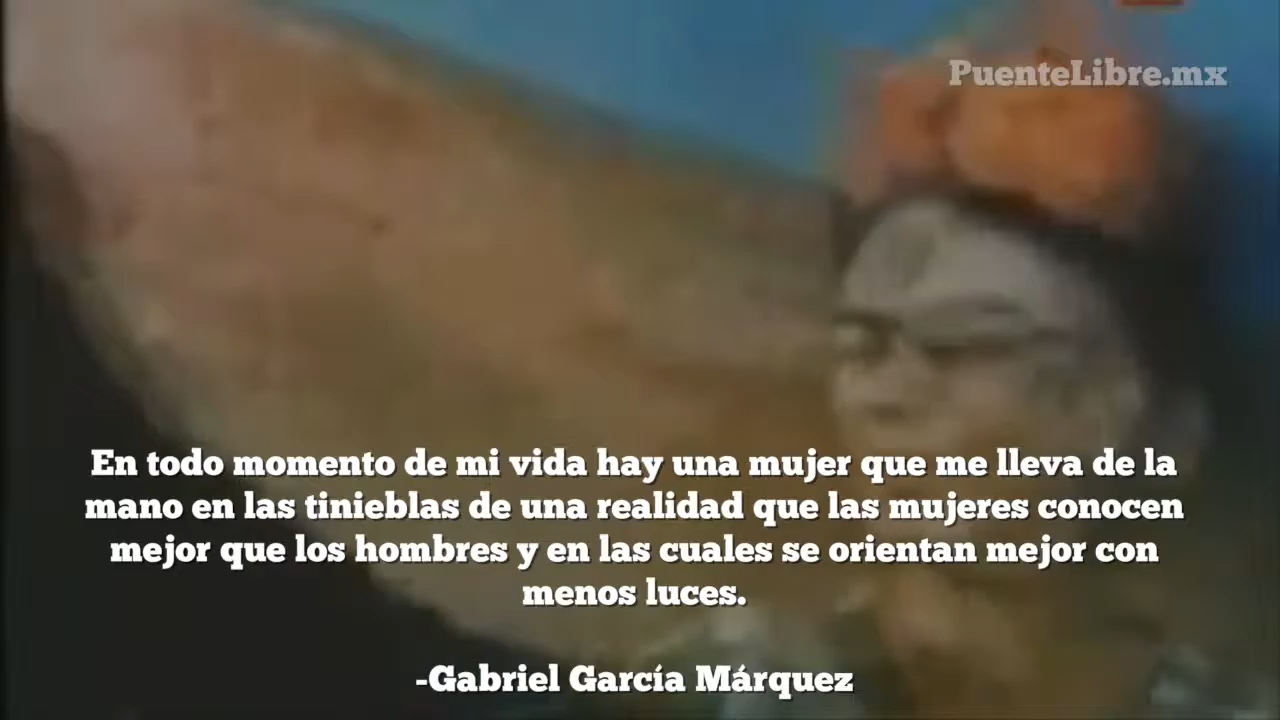 PuenteLibre.mx
En todo momento de mi vida hay una mujer que me lleva de la
mano en las tinieblas de una realidad que las mujeres conocen
mejor que los hombres y en las cuales se orientan mejor con
menos luces.
-Gabriel García Márquez